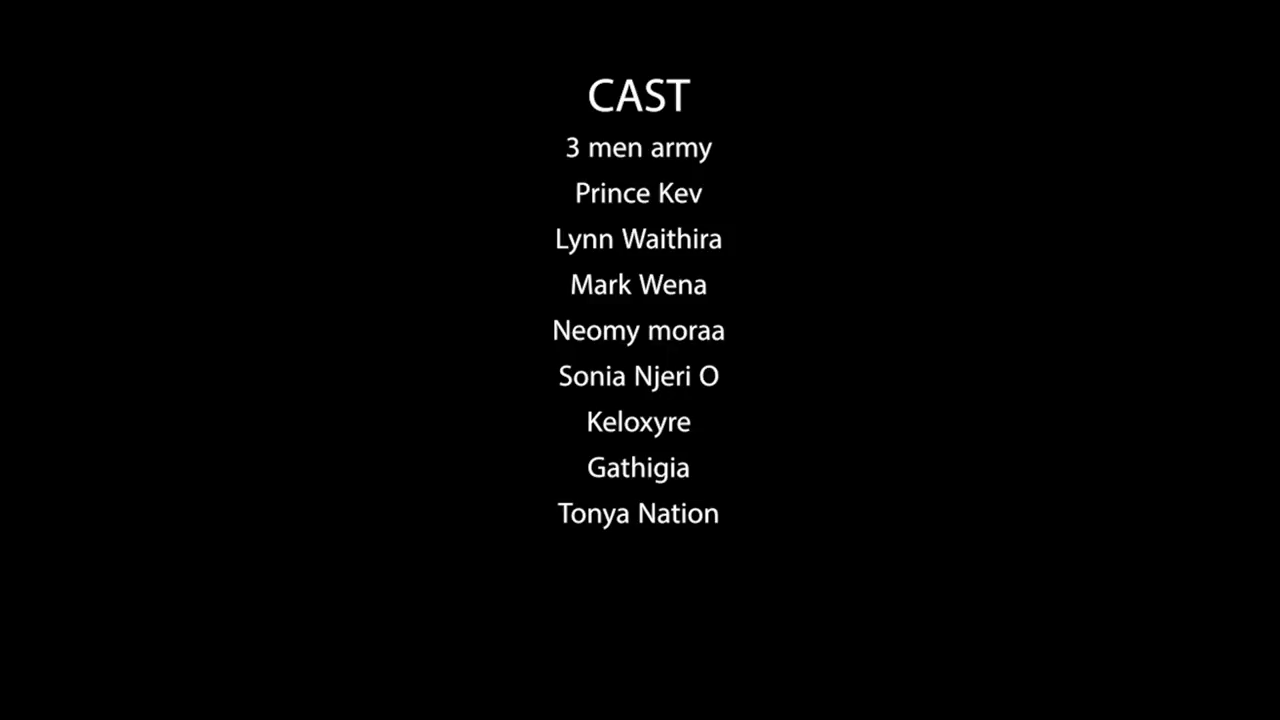 CAST
3 men army
Prince Kev
Lynn Waithira
Mark Wena
Neomy moraa
Sonia Njeri O
Keloxyre
Gathigia
Tonya Nation